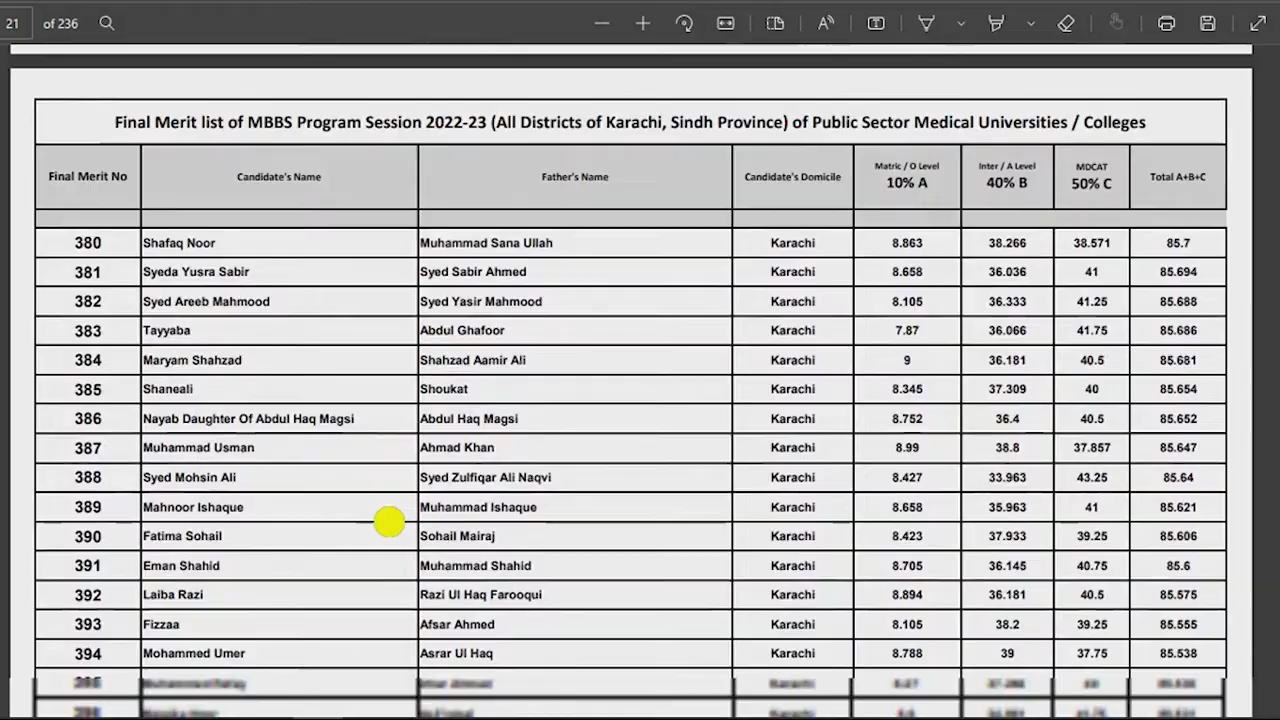 21 of 236
Final Merit list of MBBS Program Session 2022-23 (All Districts of Karachi, Sindh Province) of Public Sector Medical Universities / Colleges
Final Merit No Candidate's Name Father's Name Candidate's Domicile Matric / O Level 10% A Inter / A Level 40% B MDCAT 50% C Total A+B+C
380 Shafaq Noor Muhammad Sana Ullah Karachi 8.863 38.266 38.571 85.7
381 Syeda Yusra Sabir Syed Sabir Ahmed Karachi 8.658 36.036 41 85.694
382 Syed Areeb Mahmood Syed Yasir Mahmood Karachi 8.105 36.333 41.25 85.688
383 Tayyaba Abdul Ghafoor Karachi 7.87 36.066 41.75 85.686
384 Maryam Shahzad Shahzad Aamir Ali Karachi 9 36.181 40.5 85.681
385 Shaneali Shoukat Karachi 8.345 37.309 40 85.654
386 Nayab Daughter Of Abdul Haq Magsi Abdul Haq Magsi Karachi 8.752 36.4 40.5 85.652
387 Muhammad Usman Ahmad Khan Karachi 8.99 38.8 37.857 85.647
388 Syed Mohsin Ali Syed Zulfiqar Ali Naqvi Karachi 8.427 33.963 43.25 85.64
389 Mahnoor Ishaque Muhammad Ishaque Karachi 8.658 35.963 41 85.621
390 Fatima Sohail Sohail Mairaj Karachi 8.423 37.933 39.25 85.606
391 Eman Shahid Muhammad Shahid Karachi 8.705 36.145 40.75 85.6
392 Laiba Razi Razi Ul Haq Farooqui Karachi 8.894 36.181 40.5 85.575
393 Fizzaa Afsar Ahmed Karachi 8.105 38.2 39.25 85.555
394 Mohammed Umer Asrar Ul Haq Karachi 8.788 39 37.75 85.538
Karachi
Karachi